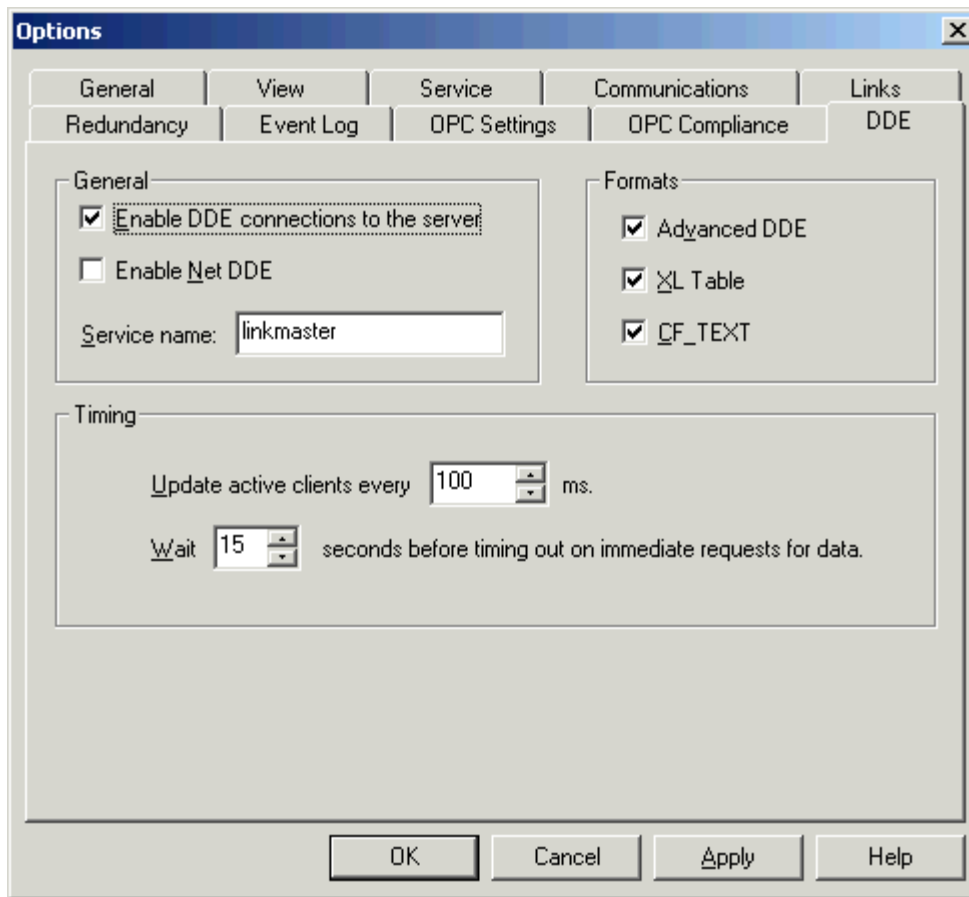 Options
General View Service Communications Links
Redundancy Event Log OPC Settings OPC Compliance DDE
General
Enable DDE connections to the server
Enable Net DDE
Service name: linkmaster
Formats
Advanced DDE
XL Table
CF_TEXT
Timing
Update active clients every 100 ms.
Wait 15 seconds before timing out on immediate requests for data.
OK Cancel Apply Help